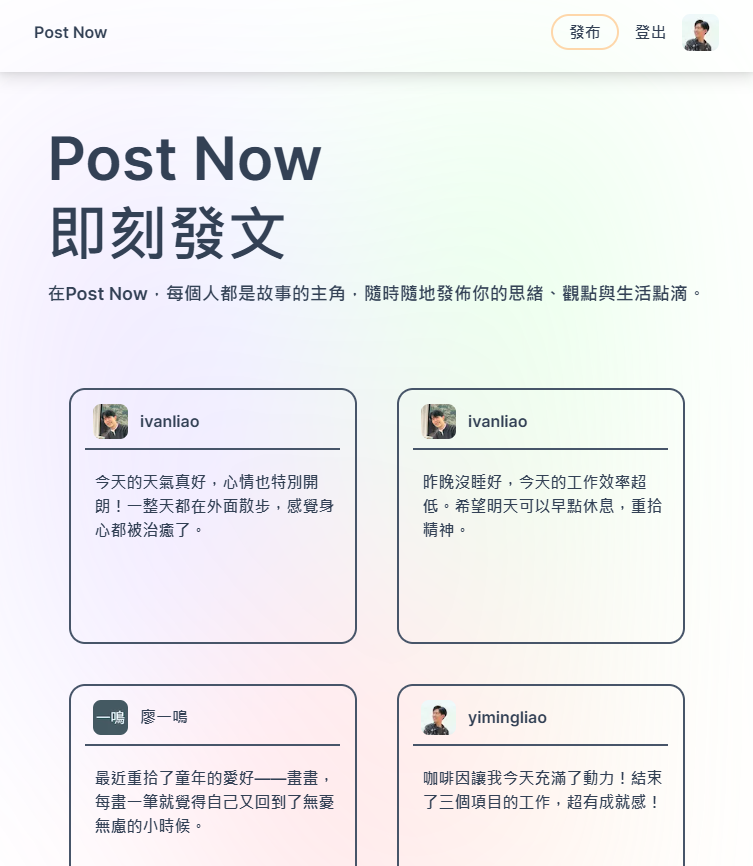 Post Now
發布
登出
Post Now
即刻發文
在Post Now,每個人都是故事的主角,隨時隨地發佈你的思緒、觀點與生活點滴。
ivanliao
今天的天氣真好,心情也特別開
朗!一整天都在外面散步,感覺身
心都被治癒了。
ivanliao
昨晚沒睡好,今天的工作效率超
低。希望明天可以早點休息,重拾
精神。
一鳴
廖一鳴
最近重拾了童年的愛好——畫畫,
每畫一筆就覺得自己又回到了無憂
無慮的小時候。
yimingliao
咖啡因讓我今天充滿了動力!結束
了三個項目的工作,超有成就感!